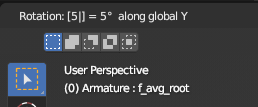 Rotation: [5|] = 5° along global Y
User Perspective
(0) Armature : f_avg_root